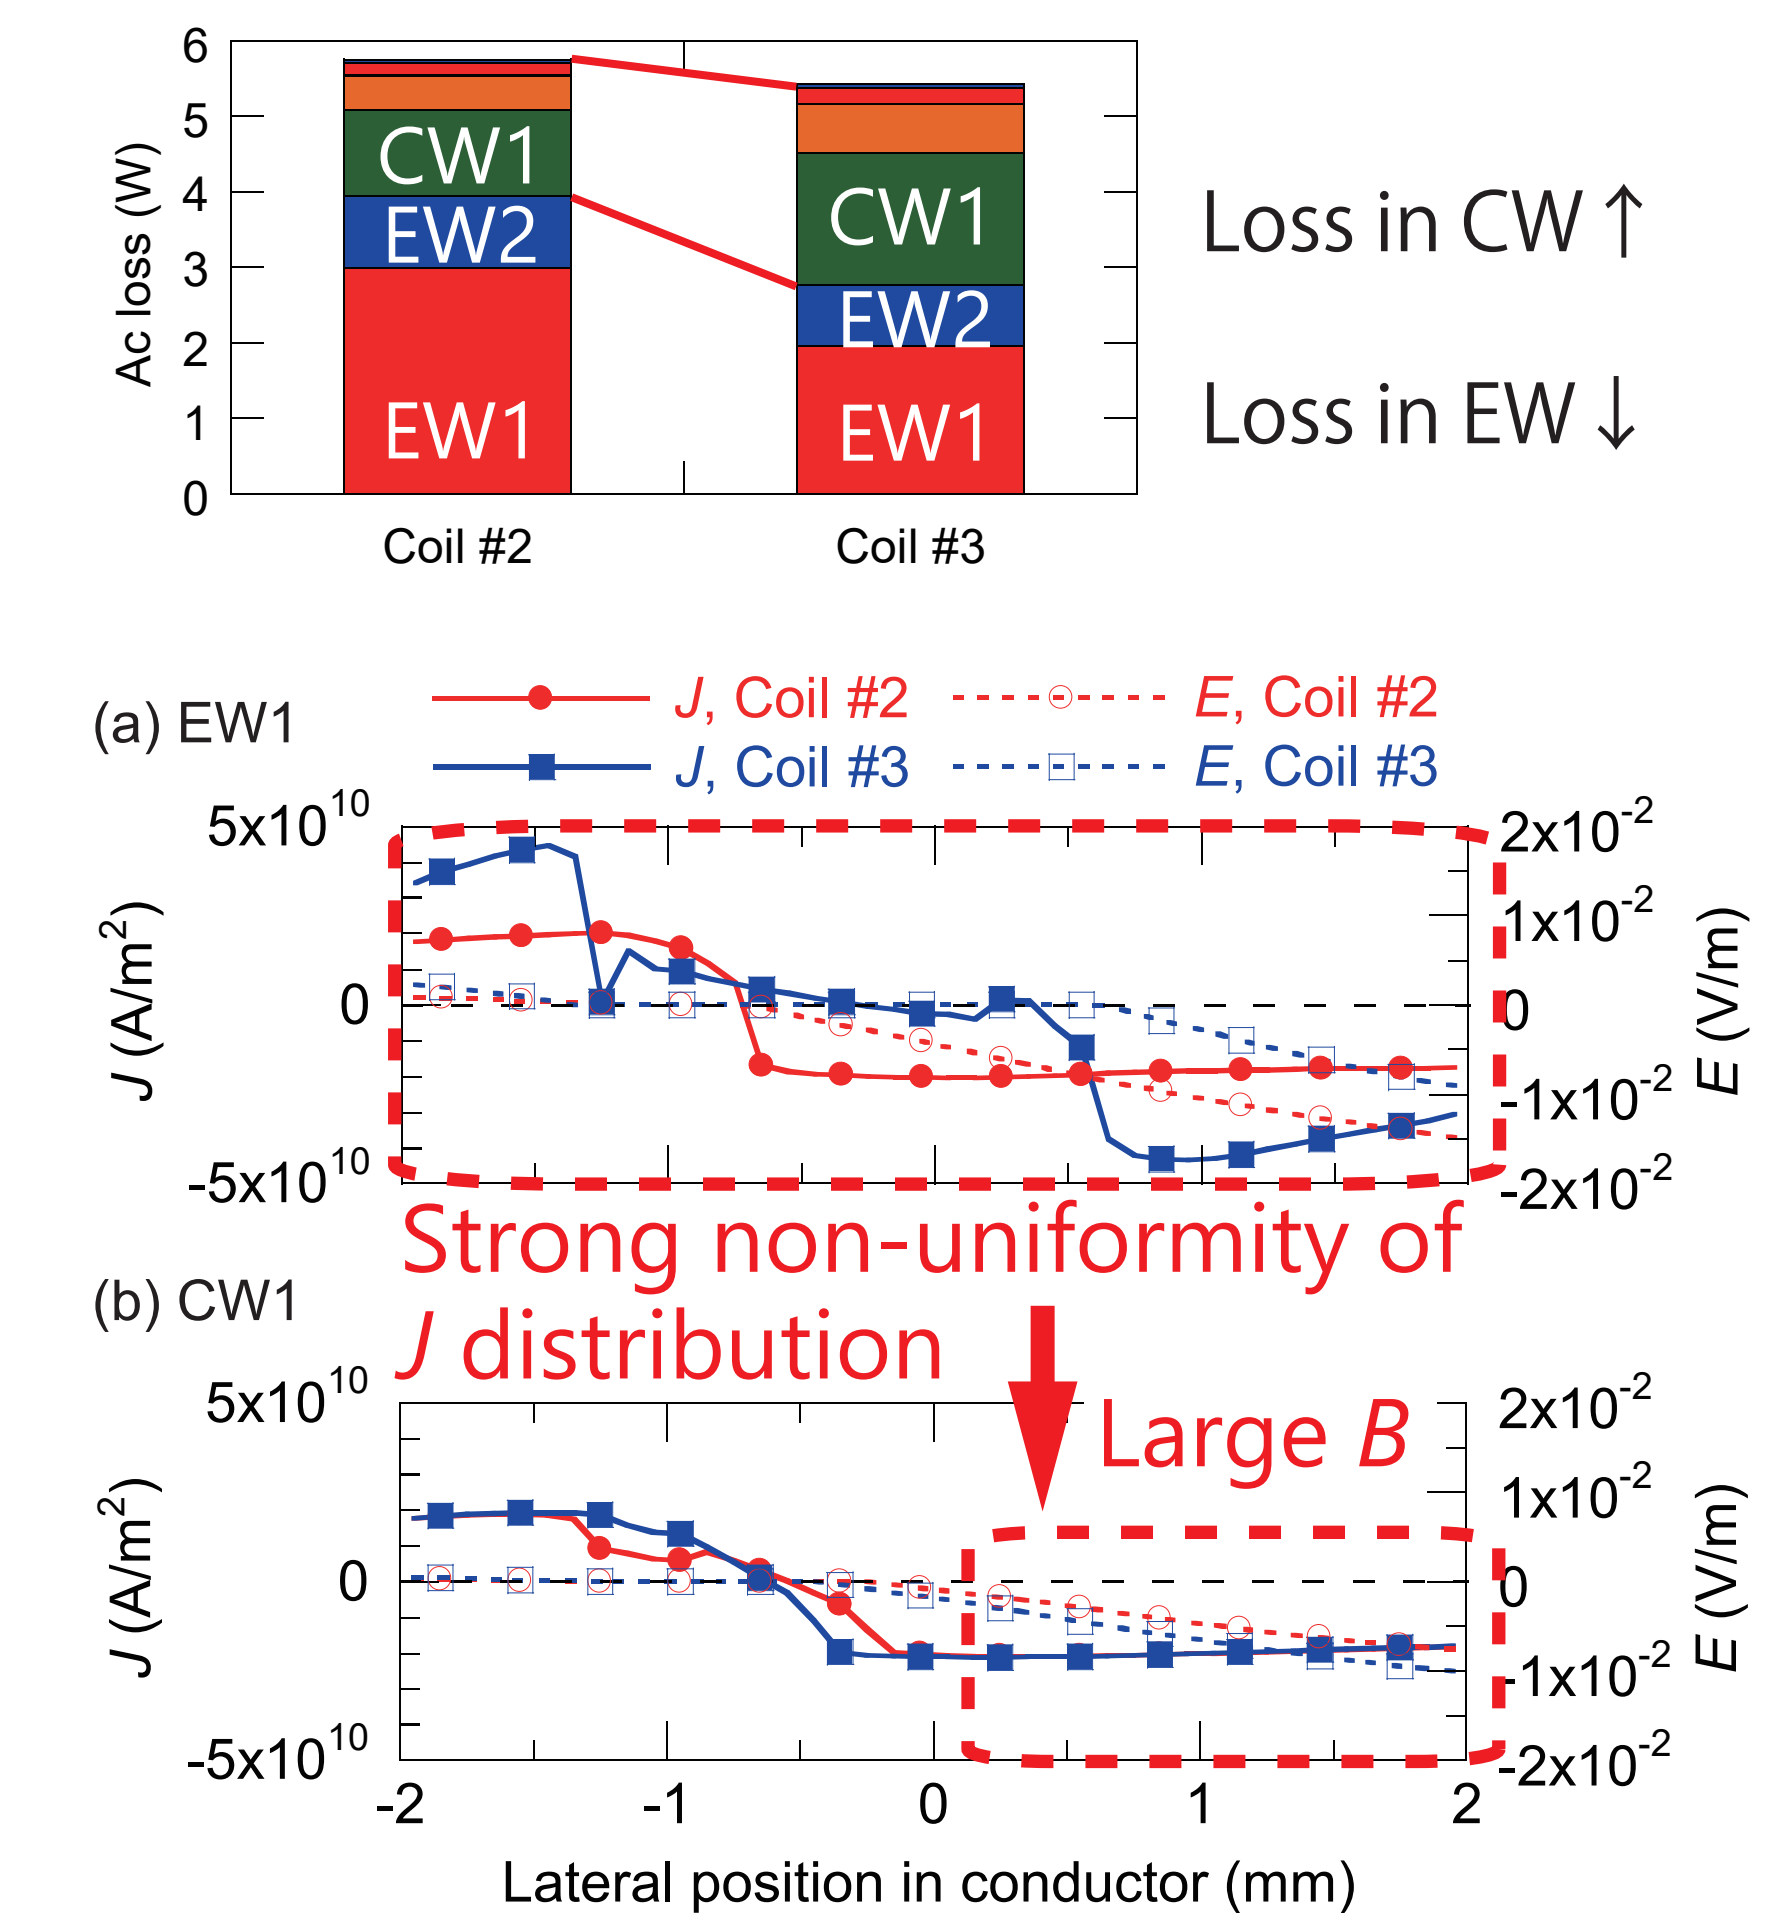 6
5
4
3
2
1
0
Ac loss (W)
CW1
EW2
EW1
CW1
EW2
EW1
Coil #2
Coil #3
Loss in CW ↑
Loss in EW ↓
(a) EW1
J, Coil #2
E, Coil #2
J, Coil #3
E, Coil #3
5x10^10
0
-5x10^10
J (A/m^2)
2x10^-2
1x10^-2
0
-1x10^-2
-2x10^-2
E (V/m)
Strong non-uniformity of
J distribution
(b) CW1
Large B
5x10^10
0
-5x10^10
J (A/m^2)
2x10^-2
1x10^-2
0
-1x10^-2
-2x10^-2
E (V/m)
-2 -1 0 1 2
Lateral position in conductor (mm)